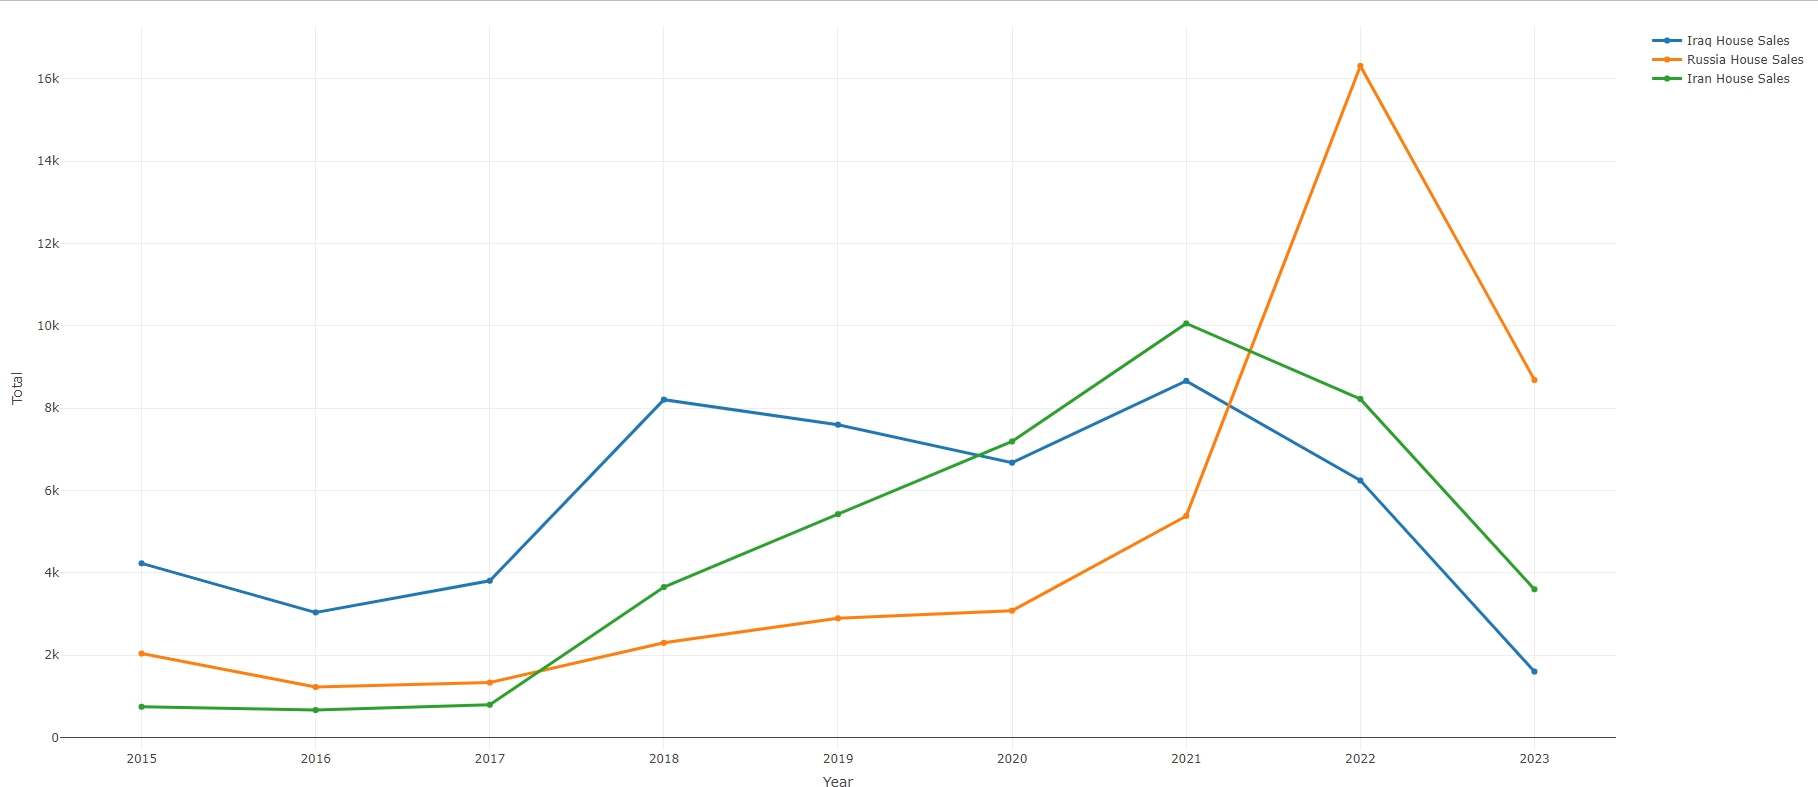 Iraq House Sales
Russia House Sales
Iran House Sales
16k
14k
12k
10k
8k
6k
4k
2k
0
Total
2015 2016 2017 2018 2019 2020 2021 2022 2023
Year